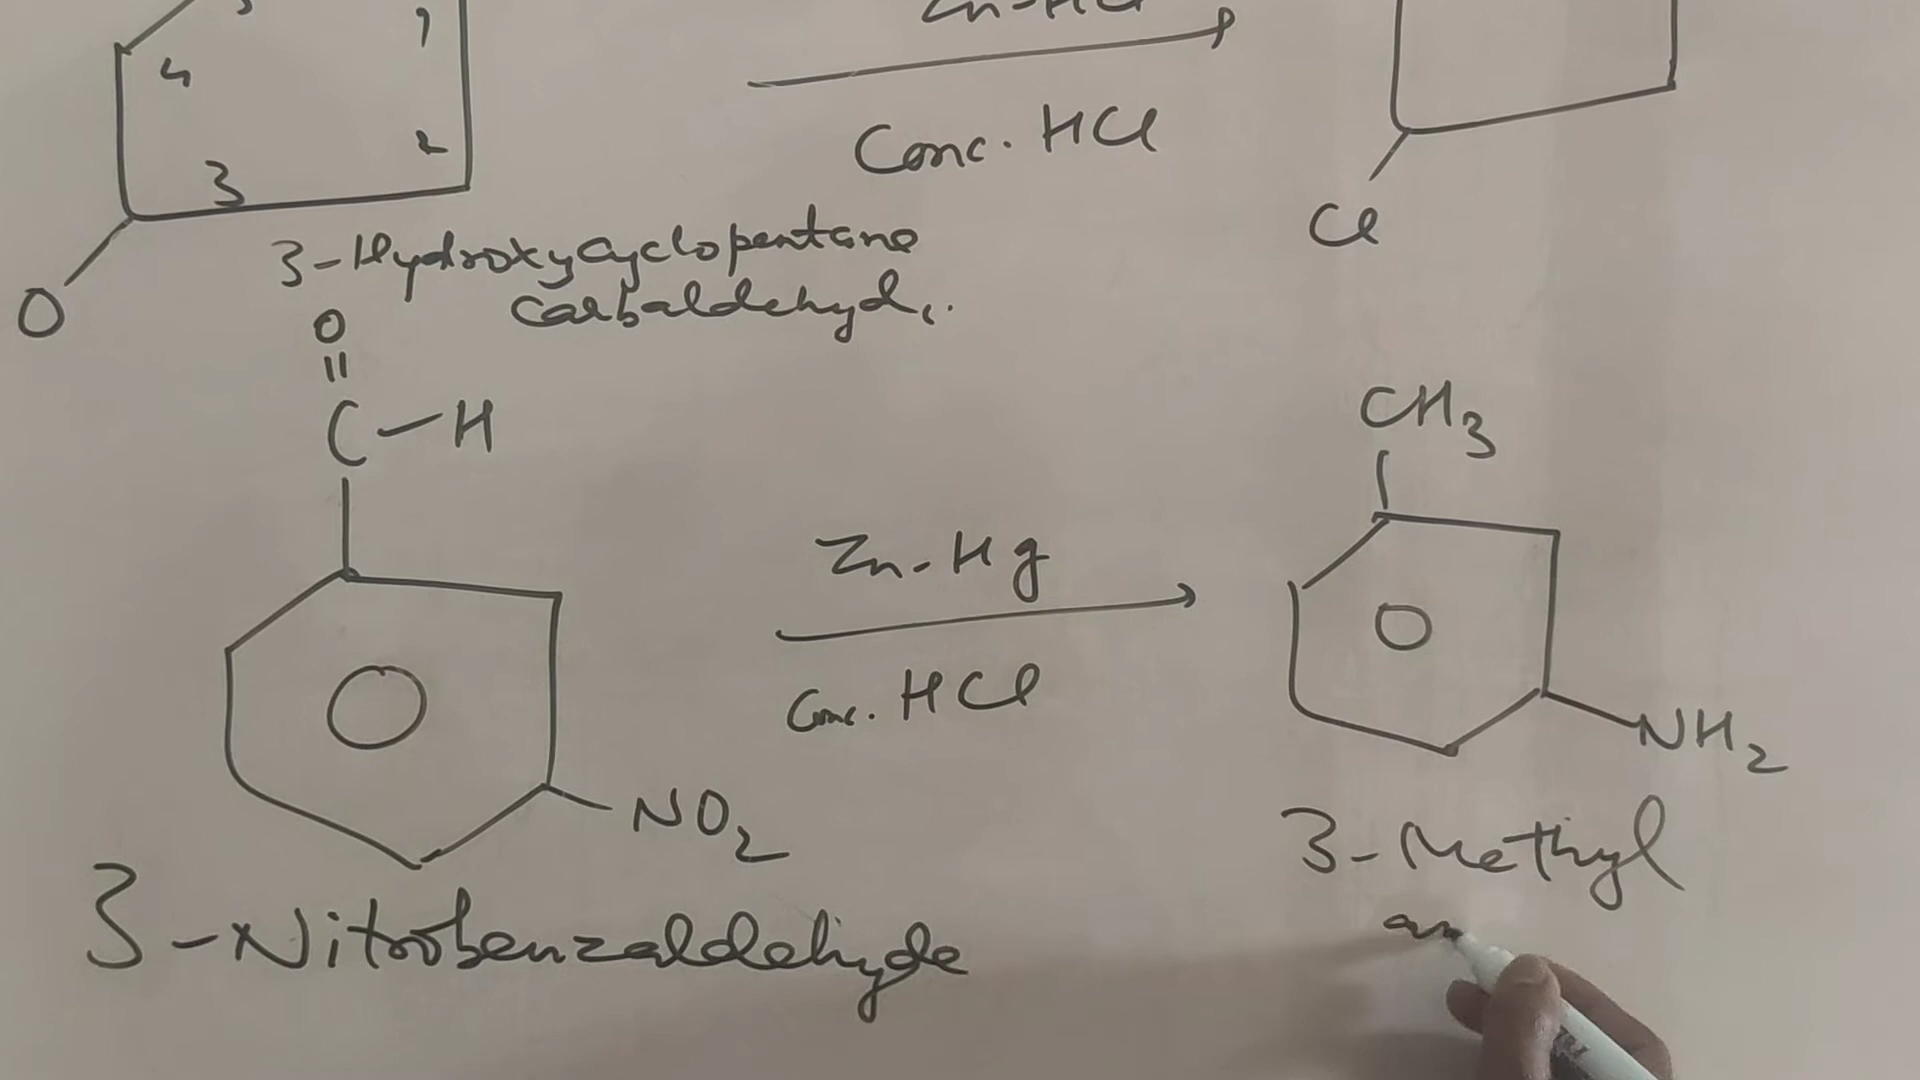 1
4
2
3
Conc. HCl
3-Hydroxycyclopentane
carbaldehyde.
O
Cl
O
C-H
CH3
Zn-Hg
Conc. HCl
NO2
NH2
3-Nitrobenzaldehyde
3-Methyl
an